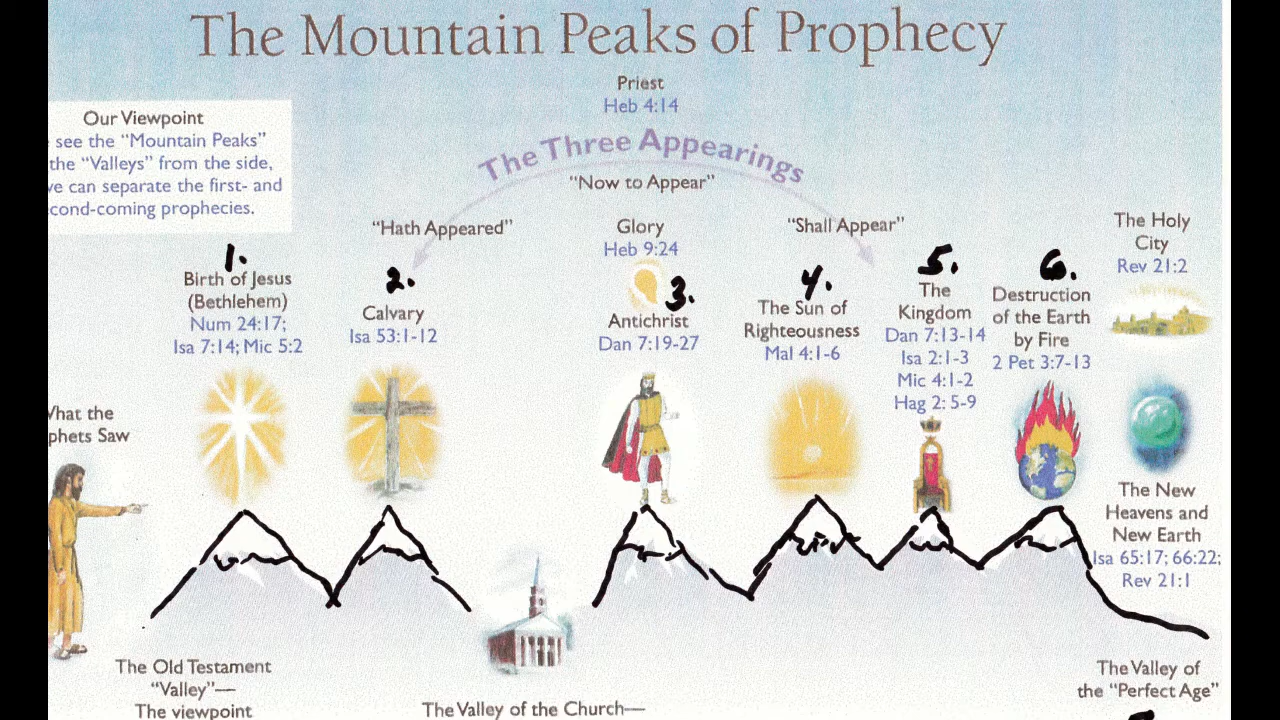 The Mountain Peaks of Prophecy
Priest
Heb 4:14
Our Viewpoint
see the “Mountain Peaks”
the “Valleys” from the side,
we can separate the first- and
cond-coming prophecies.
The Three Appearings
“Now to Appear”
“Hath Appeared”
Glory
Heb 9:24
“Shall Appear”
The Holy
City
Rev 21:2
1.
Birth of Jesus
(Bethlehem)
Num 24:17;
Isa 7:14; Mic 5:2
2.
Calvary
Isa 53:1-12
3.
Antichrist
Dan 7:19-27
4.
The Sun of
Righteousness
Mal 4:1-6
5.
The
Kingdom
Dan 7:13-14
Isa 2:1-3
Mic 4:1-2
Hag 2: 5-9
6.
Destruction
of the Earth
by Fire
2 Pet 3:7-13
What the
phets Saw
The New
Heavens and
New Earth
Isa 65:17; 66:22;
Rev 21:1
The Old Testament
“Valley”—
The viewpoint
The Valley of the Church—
The Valley of
the “Perfect Age”